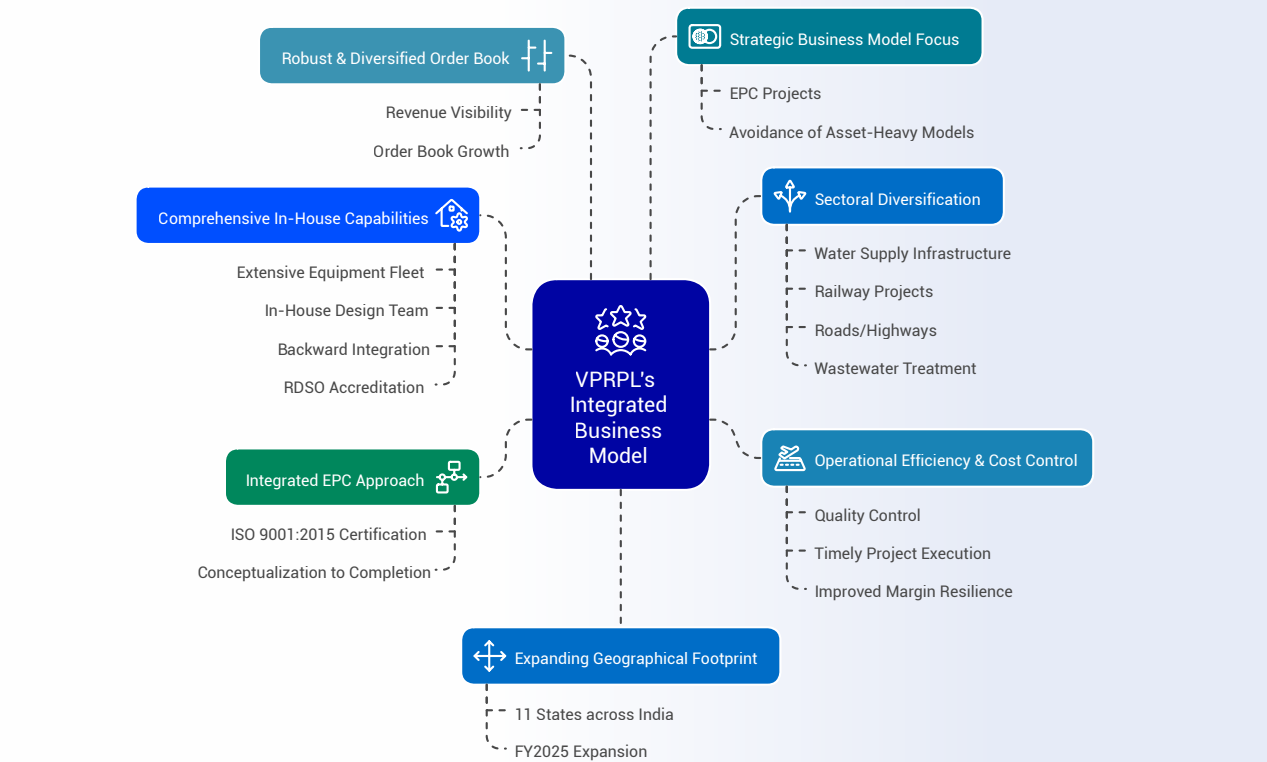 Robust & Diversified Order Book
Revenue Visibility
Order Book Growth
Strategic Business Model Focus
EPC Projects
Avoidance of Asset-Heavy Models
Comprehensive In-House Capabilities
Extensive Equipment Fleet
In-House Design Team
Backward Integration
RDSO Accreditation
Sectoral Diversification
Water Supply Infrastructure
Railway Projects
Roads/Highways
Wastewater Treatment
VPRPL's
Integrated
Business
Model
Integrated EPC Approach
ISO 9001:2015 Certification
Conceptualization to Completion
Operational Efficiency & Cost Control
Quality Control
Timely Project Execution
Improved Margin Resilience
Expanding Geographical Footprint
11 States across India
FY2025 Expansion